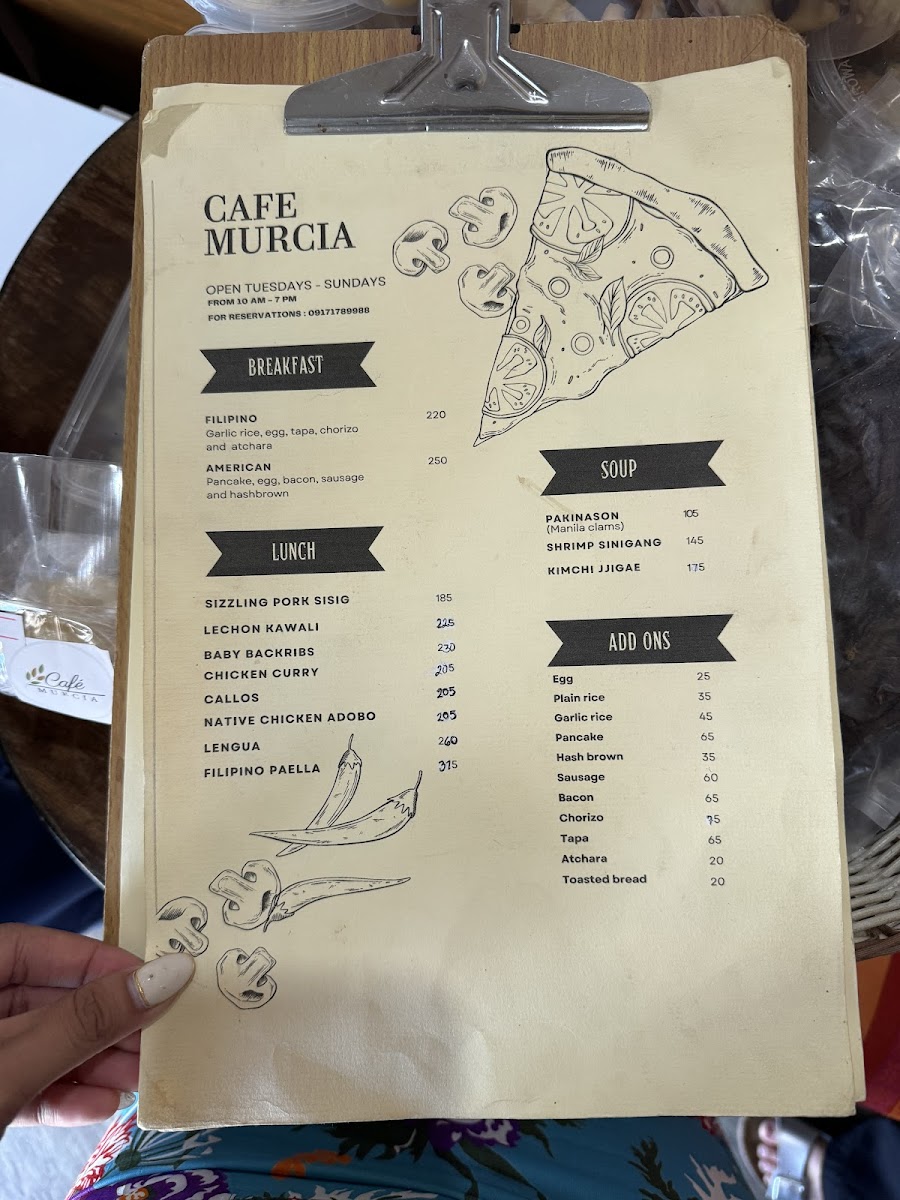 CAFE
MURCIA
OPEN TUESDAYS - SUNDAYS
FROM 10 AM – 7 PM
FOR RESERVATIONS : 09171789988
BREAKFAST
FILIPINO 220
Garlic rice, egg, tapa, chorizo
and atchara
AMERICAN 250
Pancake, egg, bacon, sausage
and hashbrown
LUNCH
SIZZLING PORK SISIG 185
LECHON KAWALI 225
BABY BACKRIBS 230
CHICKEN CURRY 205
CALLOS 205
NATIVE CHICKEN ADOBO 205
LENGUA 260
FILIPINO PAELLA 315
SOUP
PAKINASON 105
(Manila clams)
SHRIMP SINIGANG 145
KIMCHI JJIGAE 175
ADD ONS
Egg 25
Plain rice 35
Garlic rice 45
Pancake 65
Hash brown 35
Sausage 60
Bacon 65
Chorizo 75
Tapa 65
Atchara 20
Toasted bread 20
Café
MURCIA